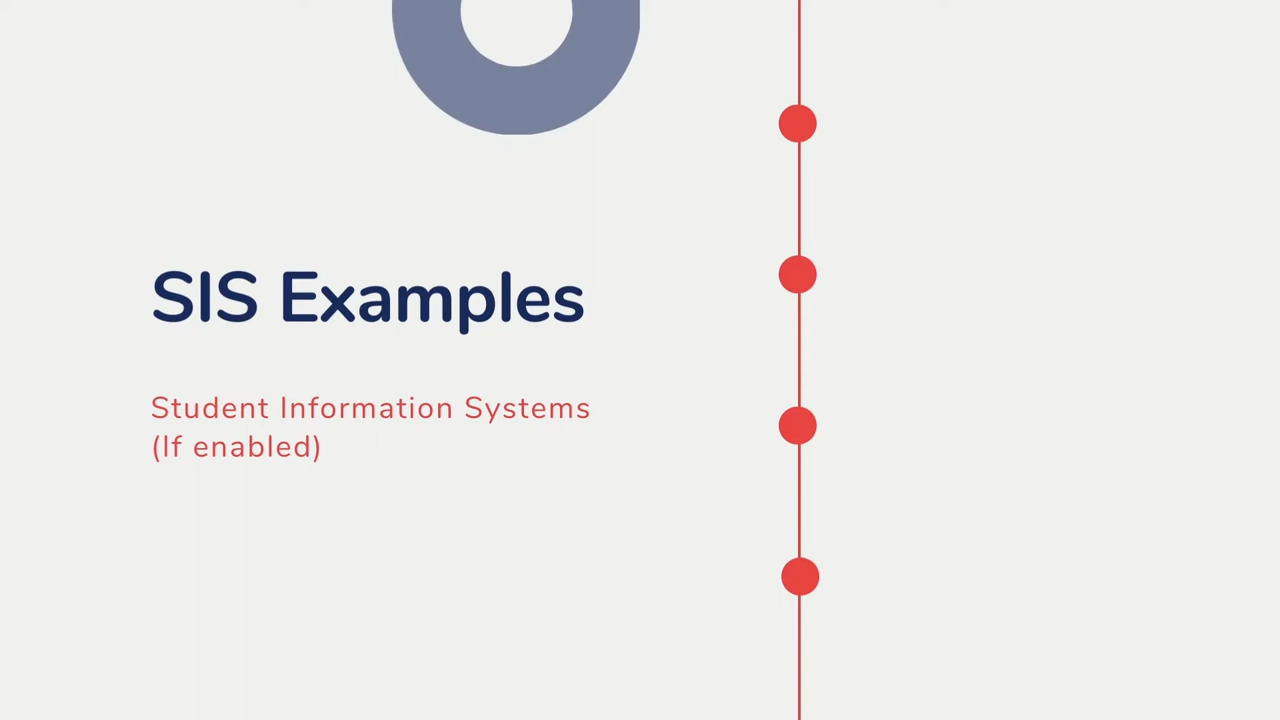 SIS Examples
Student Information Systems
(If enabled)